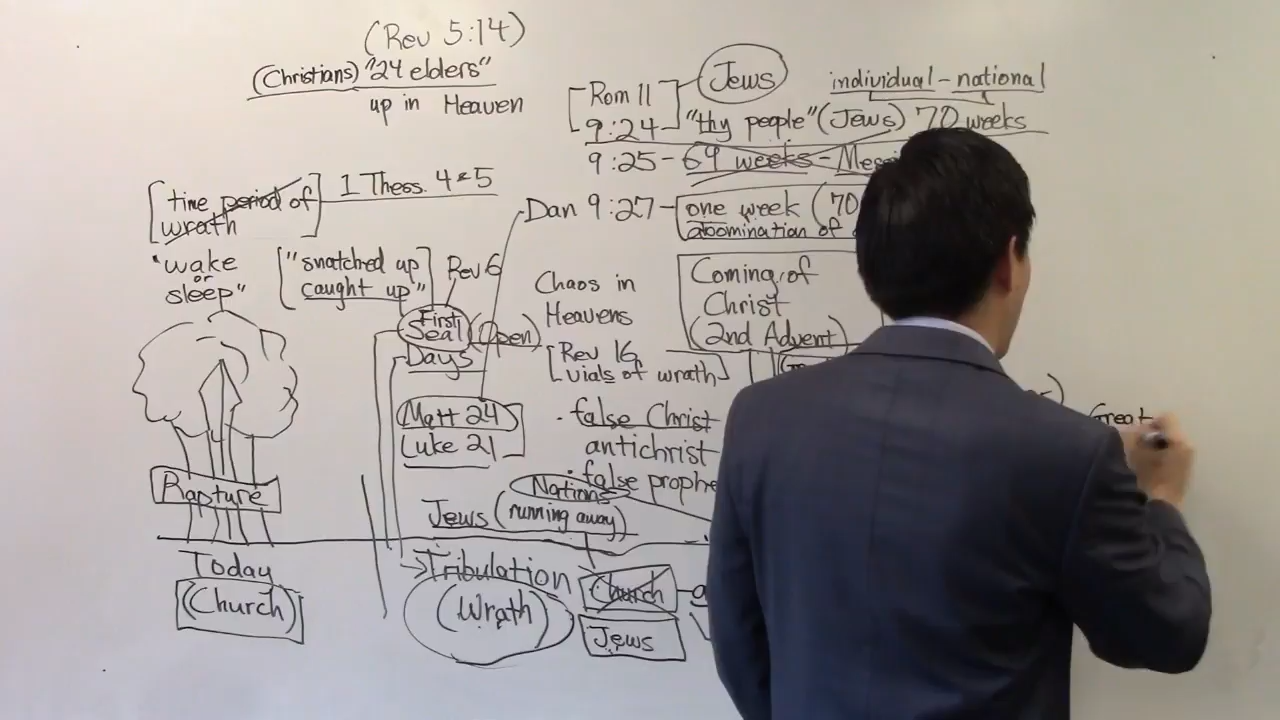 (Rev 5:14)
(Christians) "24 elders"
up in Heaven
[time period of
wrath]
1 Thess. 4 & 5
"wake
or
sleep"
["snatched up
caught up"]
Rev 6
First
Seal (Open)
Days
Matt 24
Luke 21
Rapture
Today
(Church)
Jews
individual - national
[Rom 11
9:24] "thy people" (Jews) 70 weeks
9:25 - 69 weeks -
Dan 9:27 - one week (70
abomination of
Chaos in
Heavens
[Rev 16
vials of wrath]
Coming of
Christ
(2nd Advent)
- false Christ
antichrist
Nations
Jews (running away)
Tribulation
(Wrath)
Church
Jews
Great